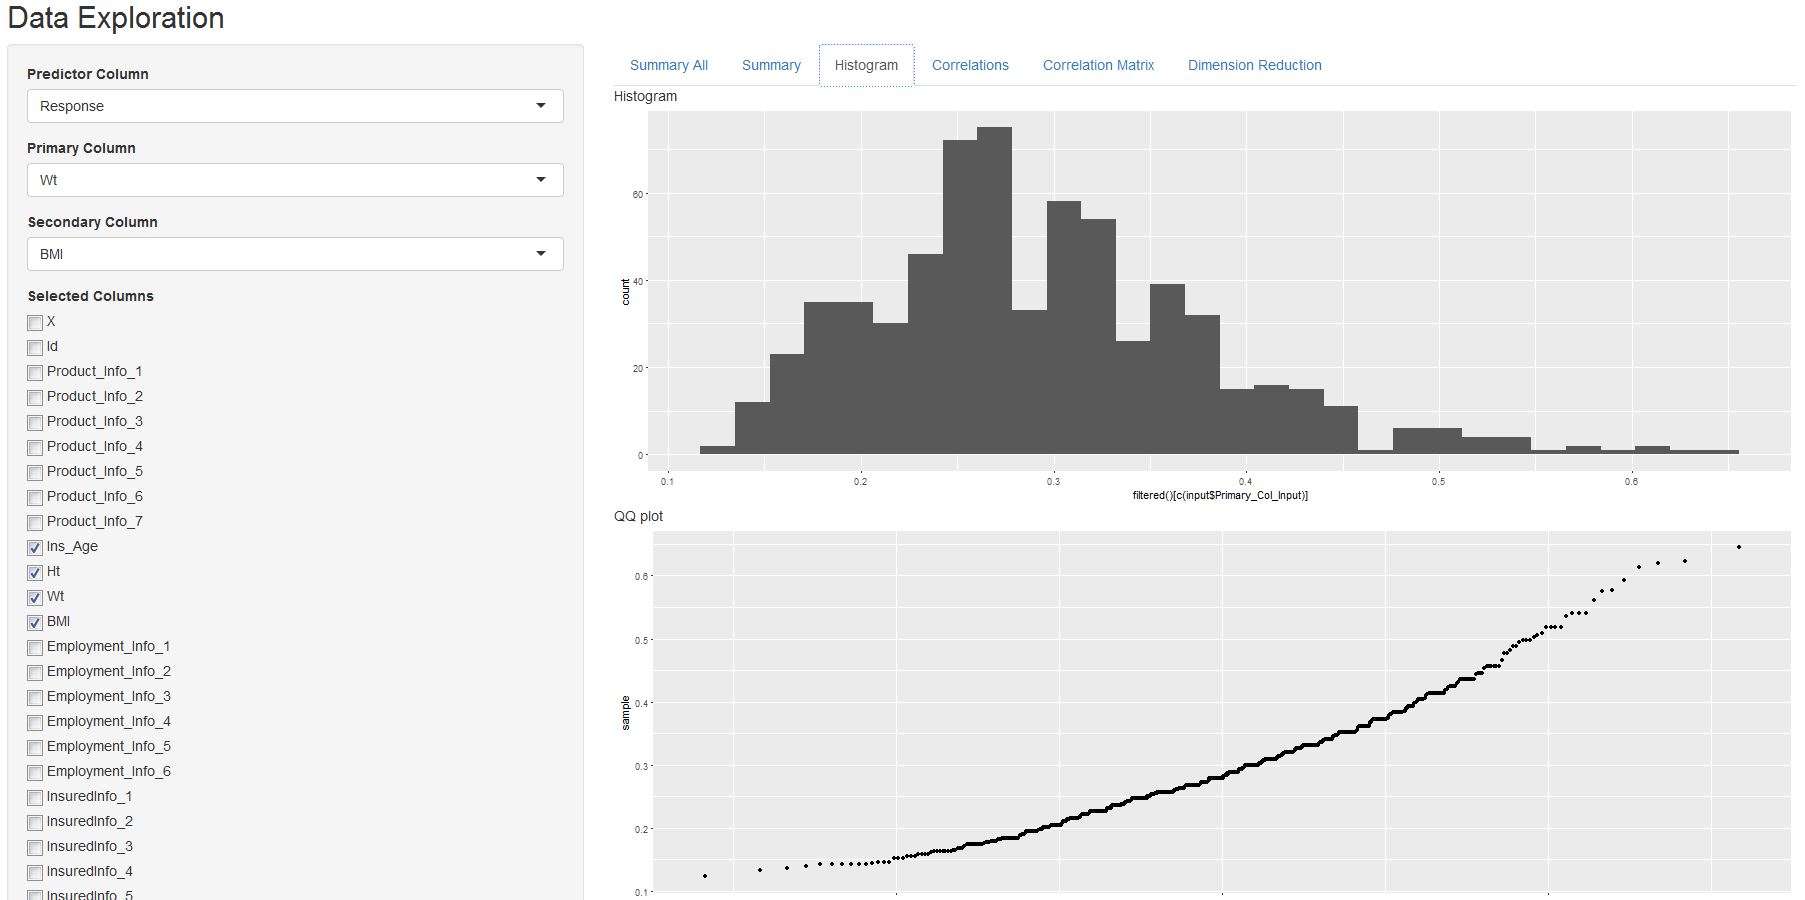 Data Exploration
Predictor Column
Response
Primary Column
Wt
Secondary Column
BMI
Selected Columns
X
Id
Product_Info_1
Product_Info_2
Product_Info_3
Product_Info_4
Product_Info_5
Product_Info_6
Product_Info_7
Ins_Age
Ht
Wt
BMI
Employment_Info_1
Employment_Info_2
Employment_Info_3
Employment_Info_4
Employment_Info_5
Employment_Info_6
InsuredInfo_1
InsuredInfo_2
InsuredInfo_3
InsuredInfo_4
InsuredInfo_5
Summary All Summary Histogram Correlations Correlation Matrix Dimension Reduction
Histogram
count
60
40
20
0
0.1 0.2 0.3 0.4 0.5 0.6
filtered()[c(input$Primary_Col_Input)]
QQ plot
sample
0.6
0.5
0.4
0.3
0.2
0.1